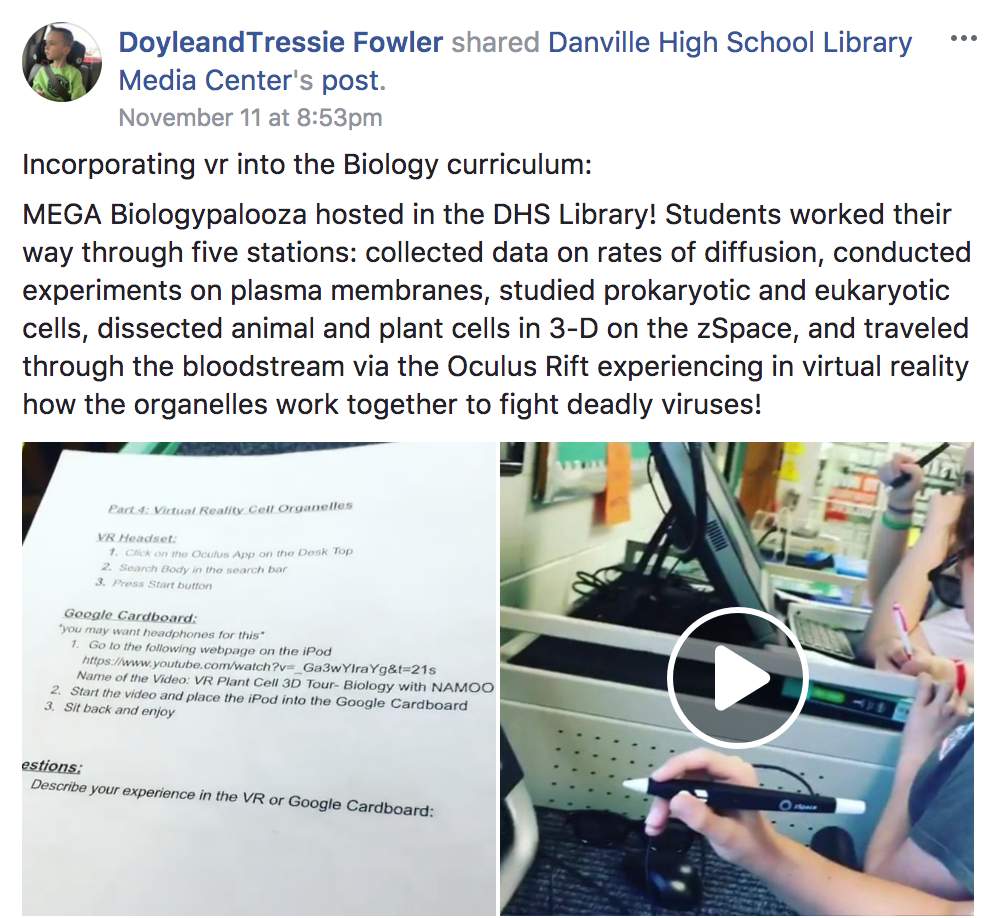 DoyleandTressie Fowler shared Danville High School Library
Media Center's post.
November 11 at 8:53pm
Incorporating vr into the Biology curriculum:
MEGA Biologypalooza hosted in the DHS Library! Students worked their
way through five stations: collected data on rates of diffusion, conducted
experiments on plasma membranes, studied prokaryotic and eukaryotic
cells, dissected animal and plant cells in 3-D on the zSpace, and traveled
through the bloodstream via the Oculus Rift experiencing in virtual reality
how the organelles work together to fight deadly viruses!
Part 4: Virtual Reality Cell Organelles
VR Headset:
1. Click on the Oculus App on the Desk Top
2. Search Body in the search bar
3. Press Start button
Google Cardboard:
*you may want headphones for this*
1. Go to the following webpage on the iPod
https://www.youtube.com/watch?v=_Ga3wYIraYg&t=21s
Name of the Video: VR Plant Cell 3D Tour- Biology with NAMOO
2. Start the video and place the iPod into the Google Cardboard
3. Sit back and enjoy
estions:
Describe your experience in the VR or Google Cardboard:
zSpace